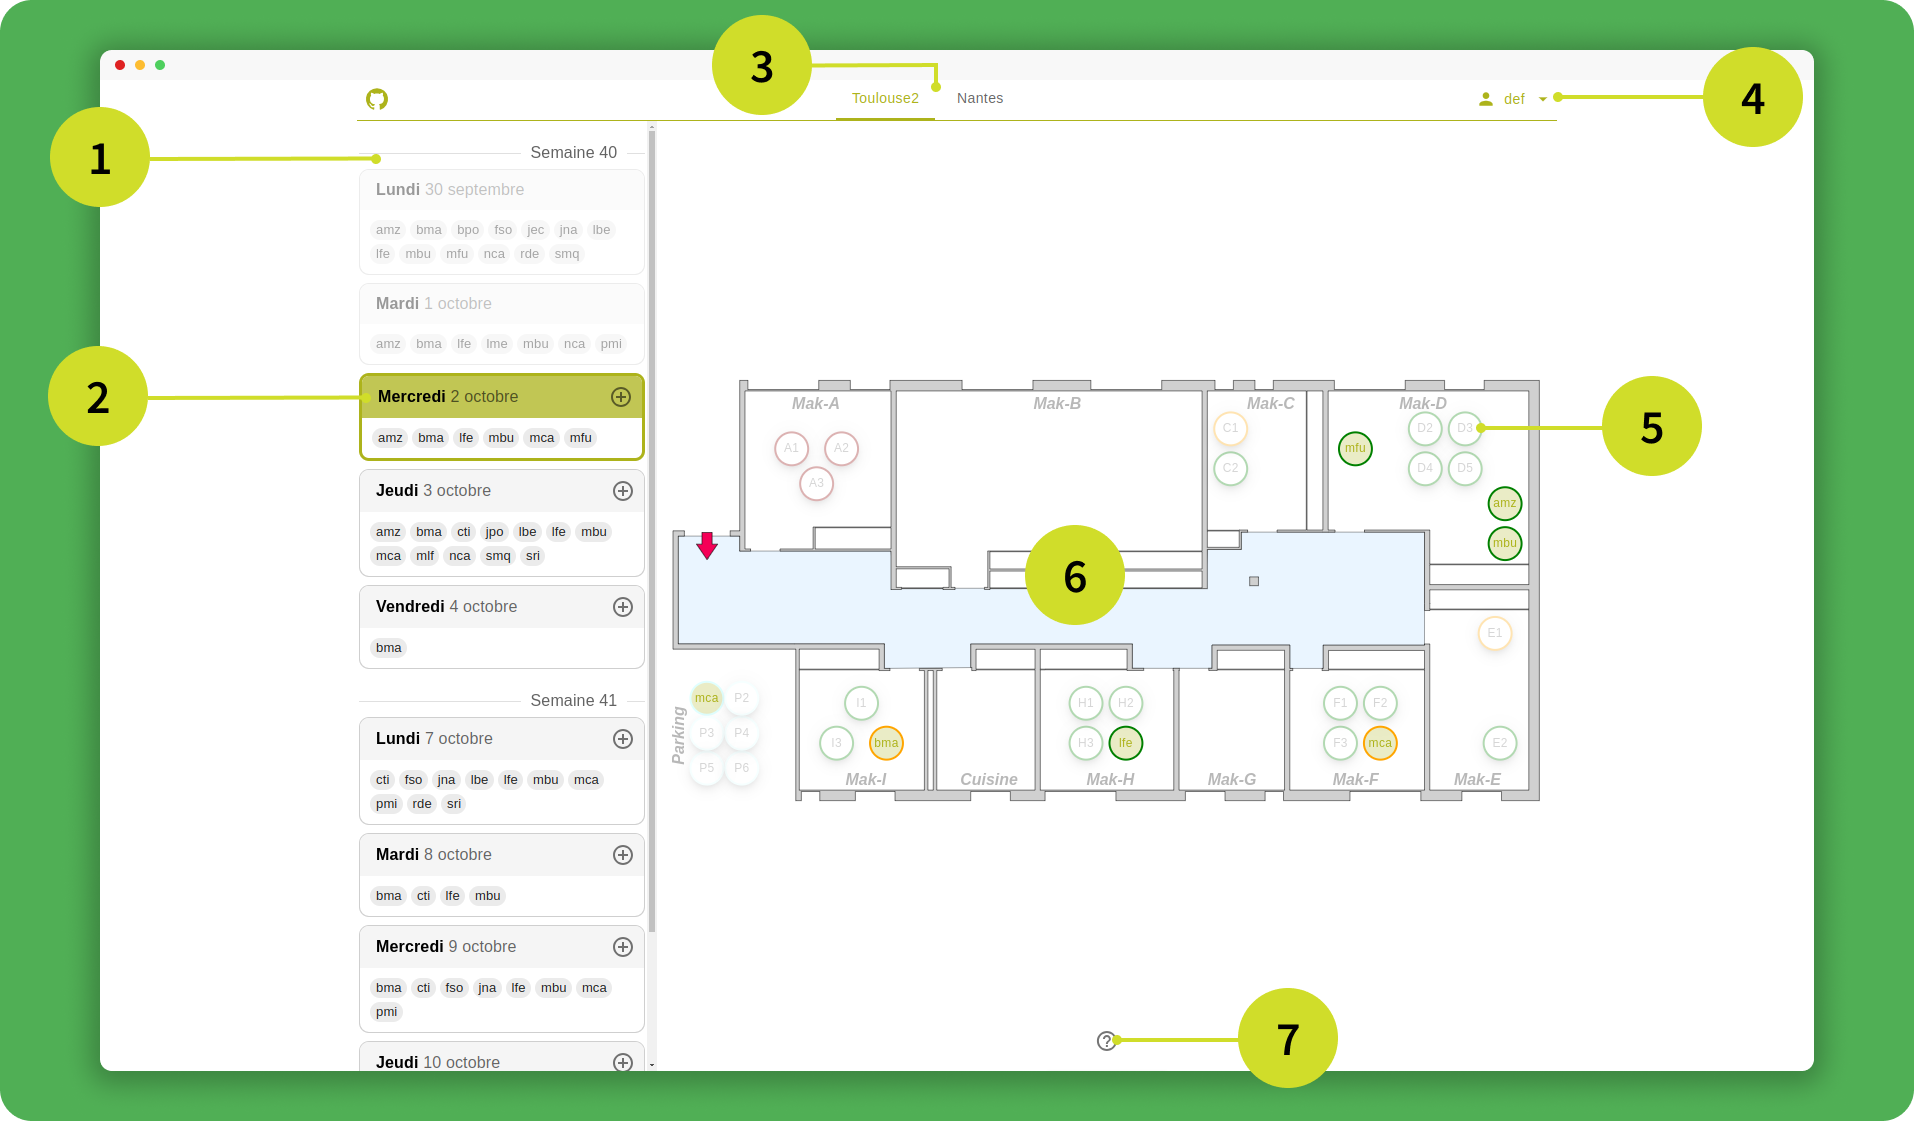 3
4
Toulouse2 Nantes
def
1
Semaine 40
Lundi 30 septembre
amz bma bpo fso jec jna lbe
lfe mbu mfu nca rde smq
Mardi 1 octobre
amz bma lfe lme mbu nca pmi
2
Mercredi 2 octobre
amz bma lfe mbu mca mfu
Jeudi 3 octobre
amz bma cti jpo lbe lfe mbu
mca mlf nca smq sri
Vendredi 4 octobre
bma
Semaine 41
Lundi 7 octobre
cti fso jna lbe lfe mbu mca
pmi rde sri
Mardi 8 octobre
bma cti lfe mbu
Mercredi 9 octobre
bma cti fso jna lfe mbu mca
pmi
Jeudi 10 octobre
Mak-A Mak-B Mak-C Mak-D
A1 A2
A3
C1
C2
mfu
D2 D3
D4 D5
amz
mbu
5
6
E1
E2
Mak-E
Parking
mca P2
P3 P4
P5 P6
I1
I3 bma
Mak-I
Cuisine
H1 H2
H3 lfe
Mak-H
Mak-G
F1 F2
F3 mca
Mak-F
?
7